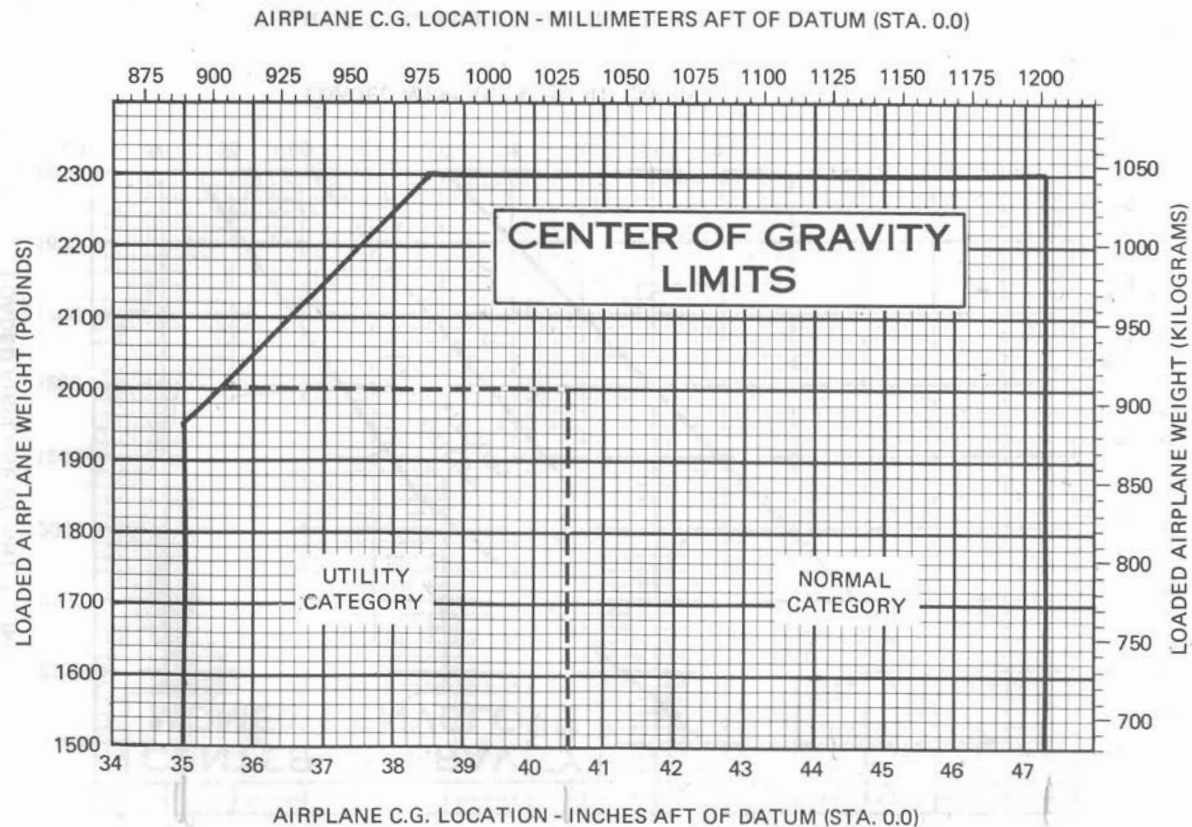 AIRPLANE C.G. LOCATION - MILLIMETERS AFT OF DATUM (STA. 0.0)
875 900 925 950 975 1000 1025 1050 1075 1100 1125 1150 1175 1200
LOADED AIRPLANE WEIGHT (POUNDS)
2300
2200
2100
2000
1900
1800
1700
1600
1500
CENTER OF GRAVITY
LIMITS
UTILITY
CATEGORY
NORMAL
CATEGORY
1050
1000
950
900
850
800
750
700
LOADED AIRPLANE WEIGHT (KILOGRAMS)
34 35 36 37 38 39 40 41 42 43 44 45 46 47
AIRPLANE C.G. LOCATION - INCHES AFT OF DATUM (STA. 0.0)